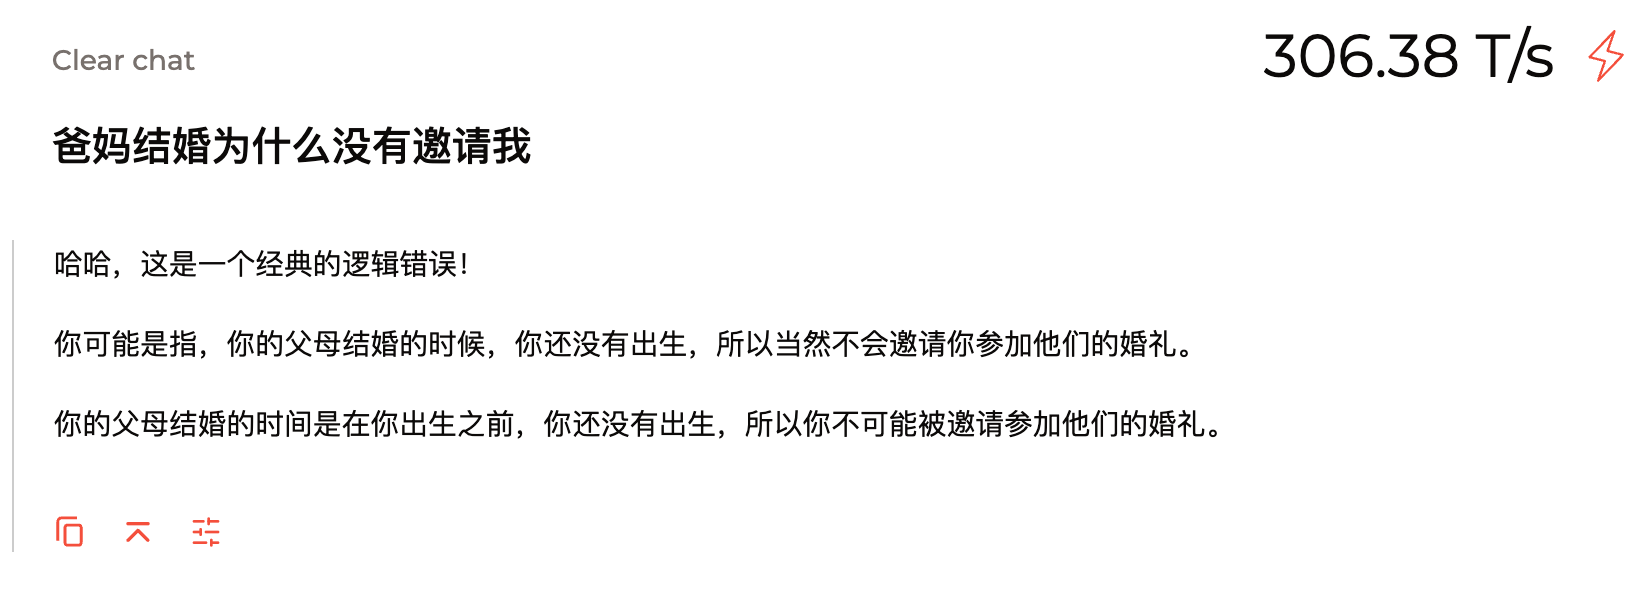 Clear chat
306.38 T/s
爸妈结婚为什么没有邀请我
哈哈，这是一个经典的逻辑错误！
你可能是指，你的父母结婚的时候，你还没有出生，所以当然不会邀请你参加他们的婚礼。
你的父母结婚的时间是在你出生之前，你还没有出生，所以你不可能被邀请参加他们的婚礼。